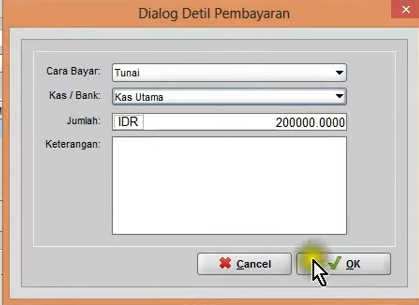 Dialog Detil Pembayaran
Cara Bayar: Tunai
Kas / Bank: Kas Utama
Jumlah: IDR 200000.0000
Keterangan:
Cancel OK